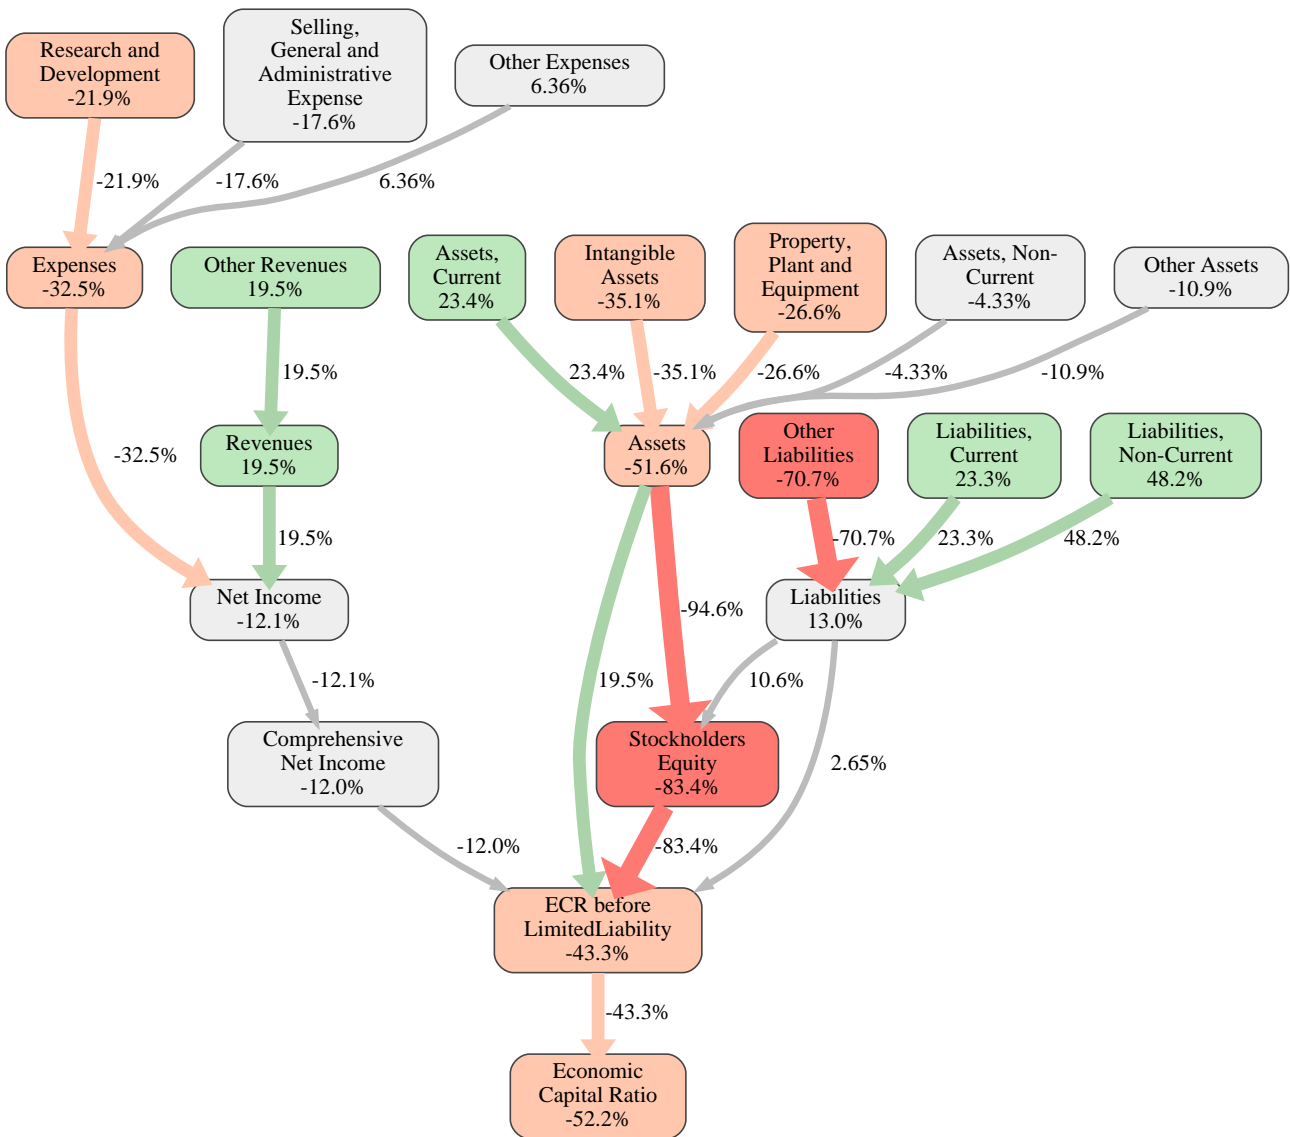 Research and
Development
-21.9%
Selling,
General and
Administrative
Expense
-17.6%
Other Expenses
6.36%
-21.9%
-17.6%
6.36%
Expenses
-32.5%
Other Revenues
19.5%
Assets,
Current
23.4%
Intangible
Assets
-35.1%
Property,
Plant and
Equipment
-26.6%
Assets, Non-
Current
-4.33%
Other Assets
-10.9%
19.5%
23.4%
-35.1%
-26.6%
-4.33%
-10.9%
-32.5%
Revenues
19.5%
Assets
-51.6%
Other
Liabilities
-70.7%
Liabilities,
Current
23.3%
Liabilities,
Non-Current
48.2%
19.5%
-70.7%
23.3%
48.2%
Net Income
-12.1%
-94.6%
Liabilities
13.0%
-12.1%
19.5%
10.6%
Comprehensive
Net Income
-12.0%
Stockholders
Equity
-83.4%
2.65%
-12.0%
-83.4%
ECR before
LimitedLiability
-43.3%
-43.3%
Economic
Capital Ratio
-52.2%